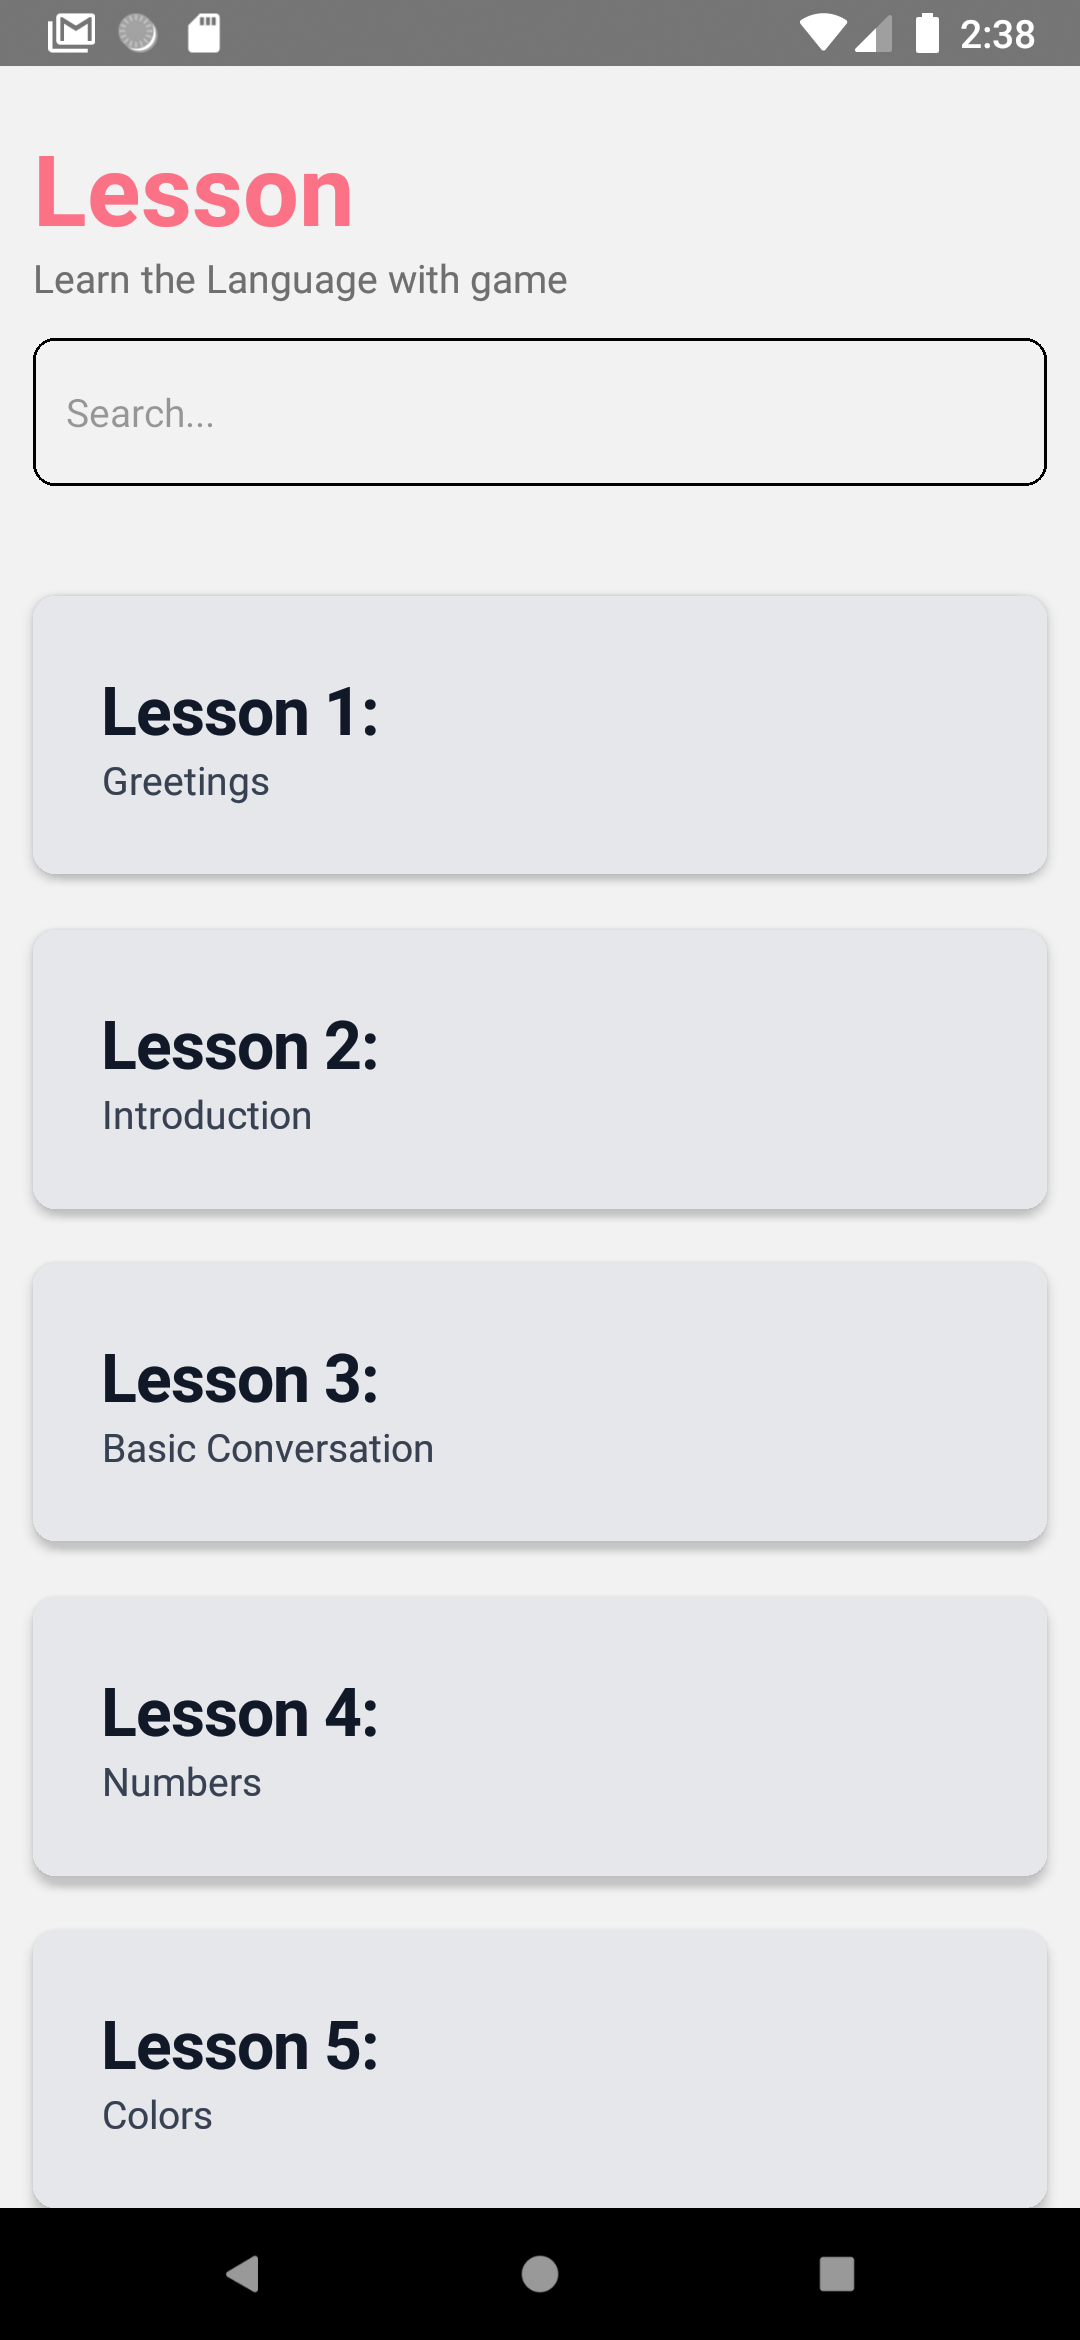 2:38
Lesson
Learn the Language with game
Search...
Lesson 1:
Greetings
Lesson 2:
Introduction
Lesson 3:
Basic Conversation
Lesson 4:
Numbers
Lesson 5:
Colors